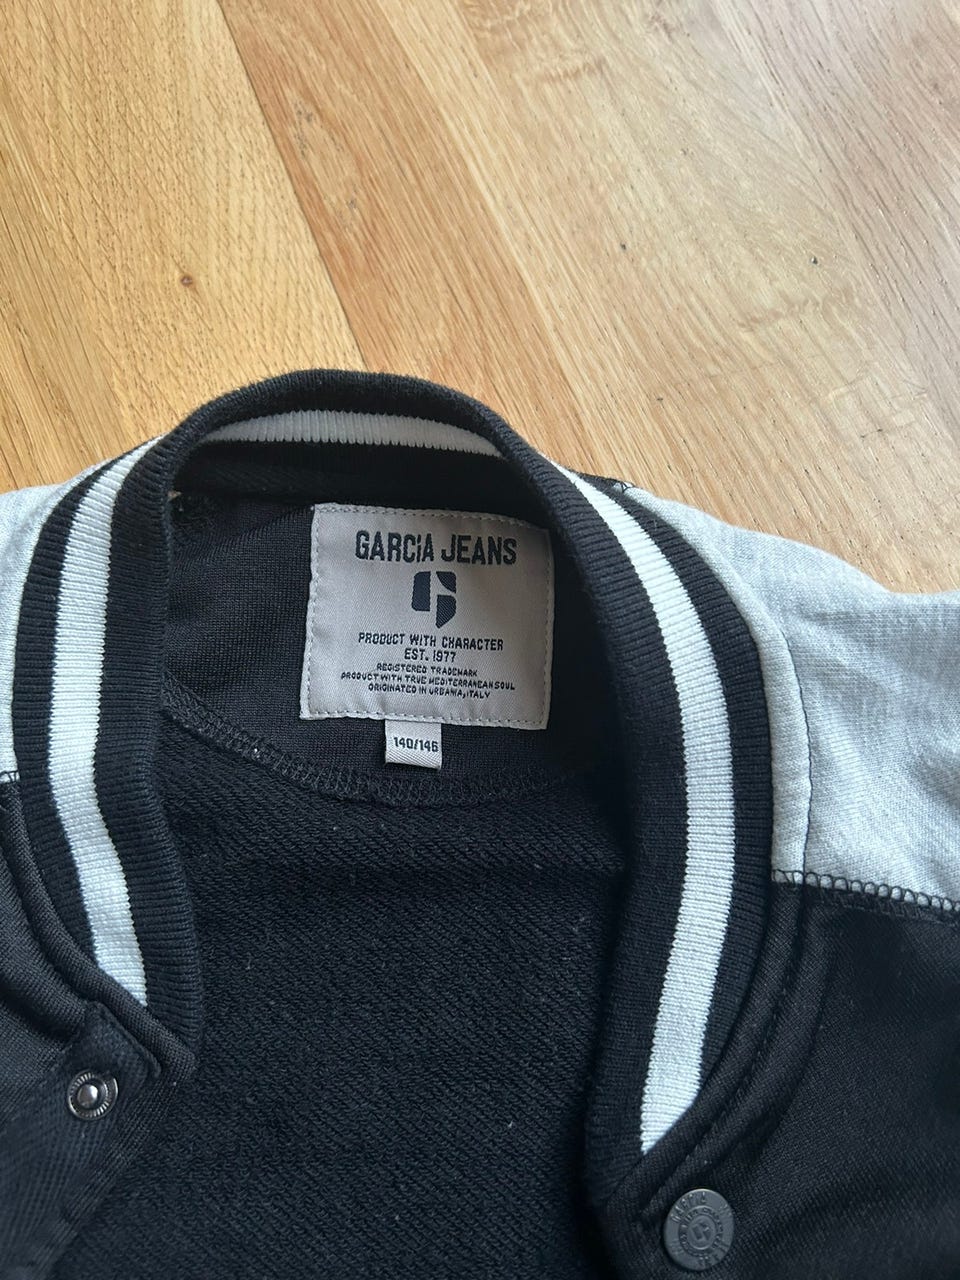 GARCIA JEANS
PRODUCT WITH CHARACTER
EST. 1977
REGISTERED TRADEMARK
PRODUCT WITH TRUE MEDITERRANEAN SOUL
ORIGINATED IN URBANIA, ITALY
140/146
GARCIA